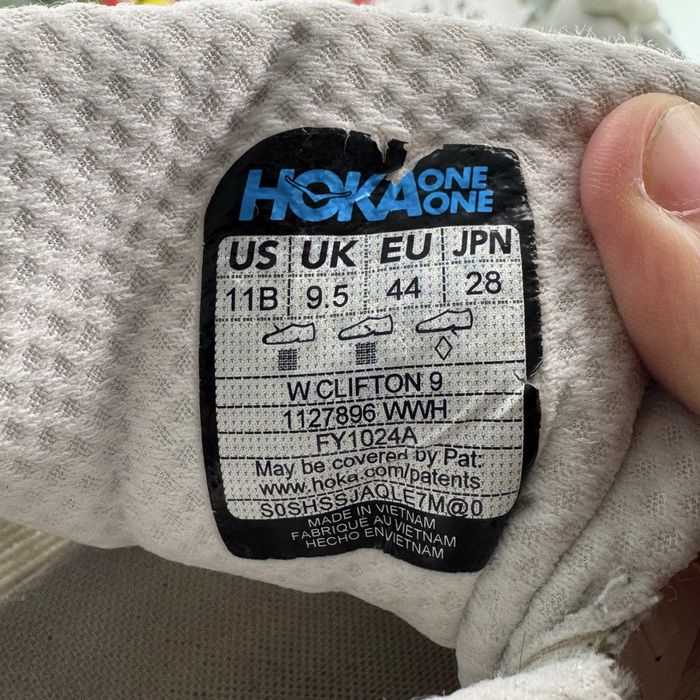 HOKA ONE ONE
US UK EU JPN
11B 9.5 44 28
W CLIFTON 9
1127896 WWH
FY1024A
May be covered by Pat:
www.hoka.com/patents
S0SHSSJAQLE7M@0
MADE IN VIETNAM
FABRIQUÉ AU VIETNAM
HECHO EN VIETNAM